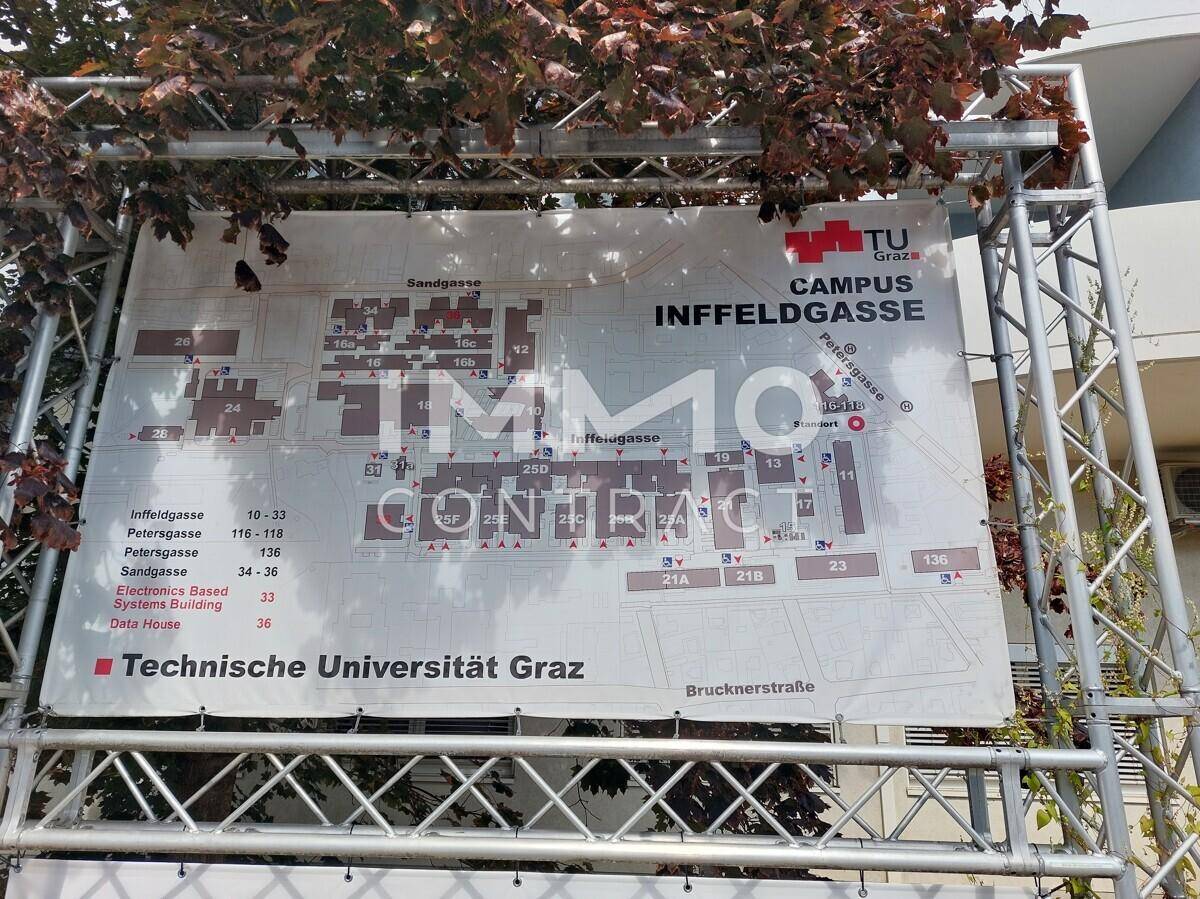 TU
Graz
CAMPUS
INFFELDGASSE
Sandgasse
34
36
26
16a
16c
12
16
16b
Petersgasse
H
24
18
10
116-118
H
28
Standort
Inffeldgasse
31
31a
25D
19
13
11
33
25F
25E
25C
25B
25A
21
17
15
21A
21B
23
136
Inffeldgasse 10 - 33
Petersgasse 116 - 118
Petersgasse 136
Sandgasse 34 - 36
Electronics Based
Systems Building 33
Data House 36
Technische Universität Graz
Brucknerstraße
IMMO
CONTRACT